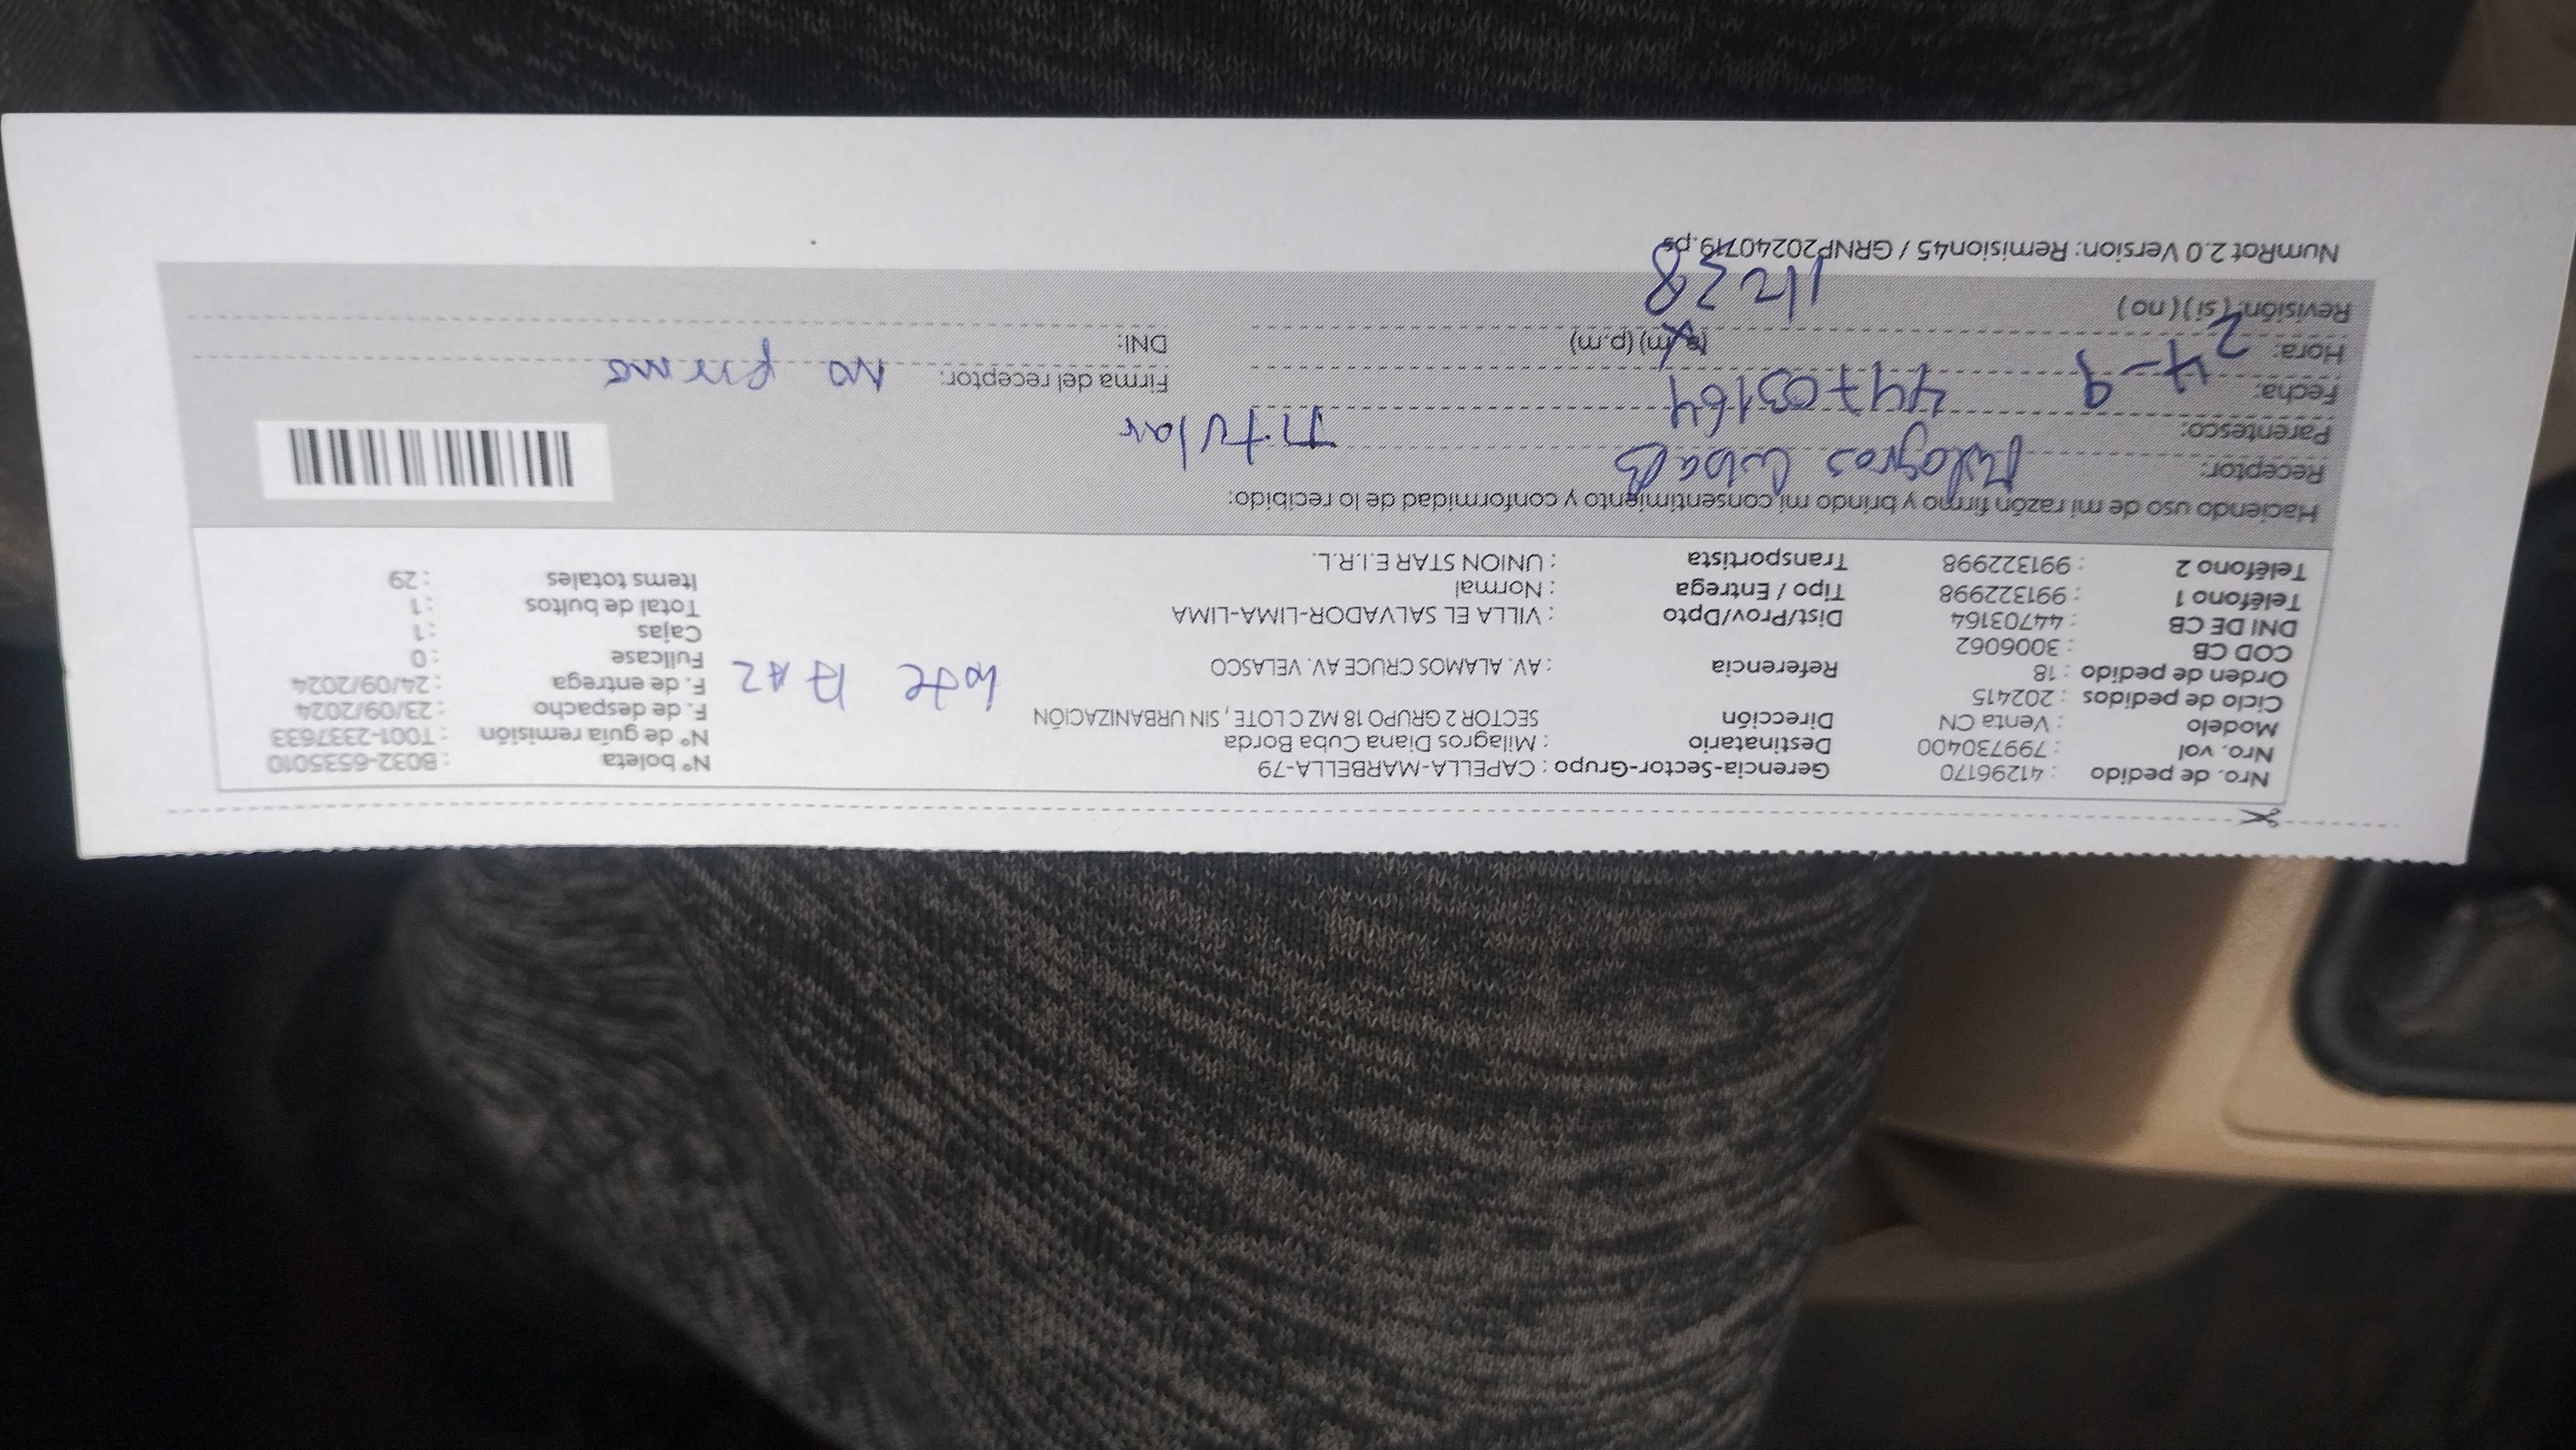 Nro. de pedido : 41296170 Gerencia-Sector-Grupo : CAPELLA-MARBELLA-79 N° boleta : B032-6535010
Nro. vol : 799730400 Destinatario : Milagros Diana Cuba Borda N° de guía remisión : T001-2337633
Modelo : Venta CN Dirección SECTOR 2 GRUPO 18 MZ C LOTE , SIN URBANIZACIÓN F. de despacho : 23/09/2024
Ciclo de pedidos : 202415 Lote F. de entrega : 24/09/2024
Orden de pedido : 18 Referencia : AV. ALAMOS CRUCE AV. VELASCO Fullcase : 0
COD CB : 3006062 Cajas : 1
DNI DE CB : 44703164 Dist/Prov/Dpto : VILLA EL SALVADOR-LIMA-LIMA Total de bultos : 1
Teléfono 1 : 991322998 Tipo / Entrega : Normal Items totales : 29
Teléfono 2 : 991322998 Transportista : UNION STAR E.I.R.L.
Haciendo uso de mi razón firmo y brindo mi consentimiento y conformidad de lo recibido:
Receptor: Milagros Cuba B
Parentesco: Titular
Fecha: 24-9 44703164 Firma del receptor: no firma
Hora: (a.m) (p.m) DNI:
Revisión: (si) (no)
NumRot 2.0 Version: Remision45 / GRNP20240719.ps